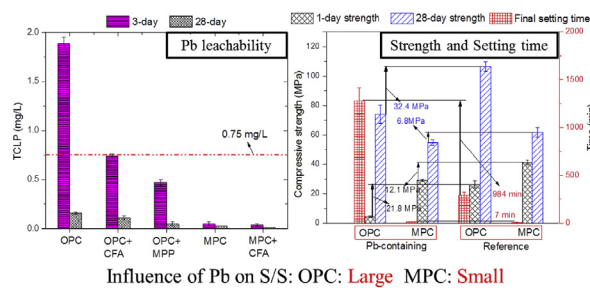 3-day
28-day
Pb leachability
TCLP (mg/L)
2.0
1.5
1.0
0.5
0.0
0.75 mg/L
OPC
OPC+
CFA
OPC+
MPP
MPC
MPC+
CFA
1-day strength
28-day strength
Final setting time
Strength and Setting time
Compressive strength (MPa)
120
100
80
60
40
20
0
32.4 MPa
6.8MPa
12.1 MPa
21.8 MPa
984 min
7 min
2000
1500
1000
500
0
Time (min)
OPC
MPC
OPC
MPC
Pb-containing
Reference
Influence of Pb on S/S: OPC: Large MPC: Small